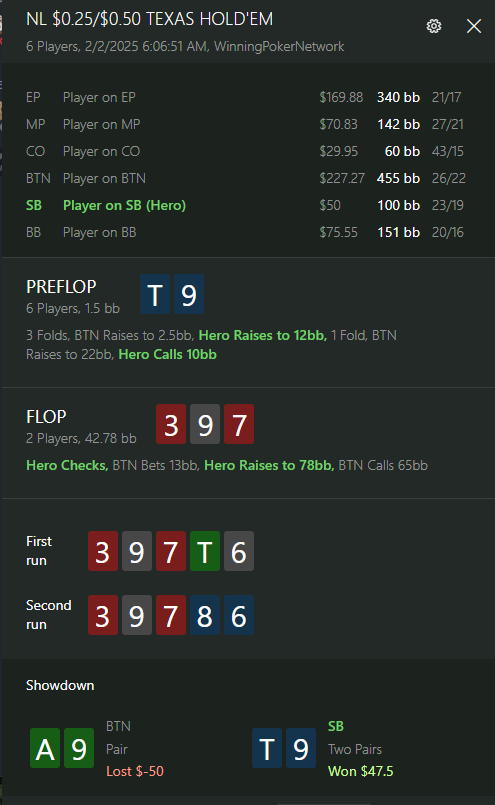 NL $0.25/$0.50 TEXAS HOLD'EM
6 Players, 2/2/2025 6:06:51 AM, WinningPokerNetwork
EP Player on EP $169.88 340 bb 21/17
MP Player on MP $70.83 142 bb 27/21
CO Player on CO $29.95 60 bb 43/15
BTN Player on BTN $227.27 455 bb 26/22
SB Player on SB (Hero) $50 100 bb 23/19
BB Player on BB $75.55 151 bb 20/16
PREFLOP T 9
6 Players, 1.5 bb
3 Folds, BTN Raises to 2.5bb, Hero Raises to 12bb, 1 Fold, BTN
Raises to 22bb, Hero Calls 10bb
FLOP 3 9 7
2 Players, 42.78 bb
Hero Checks, BTN Bets 13bb, Hero Raises to 78bb, BTN Calls 65bb
First
run 3 9 7 T 6
Second
run 3 9 7 8 6
Showdown
A 9 BTN T 9 SB
Pair Two Pairs
Lost $-50 Won $47.5